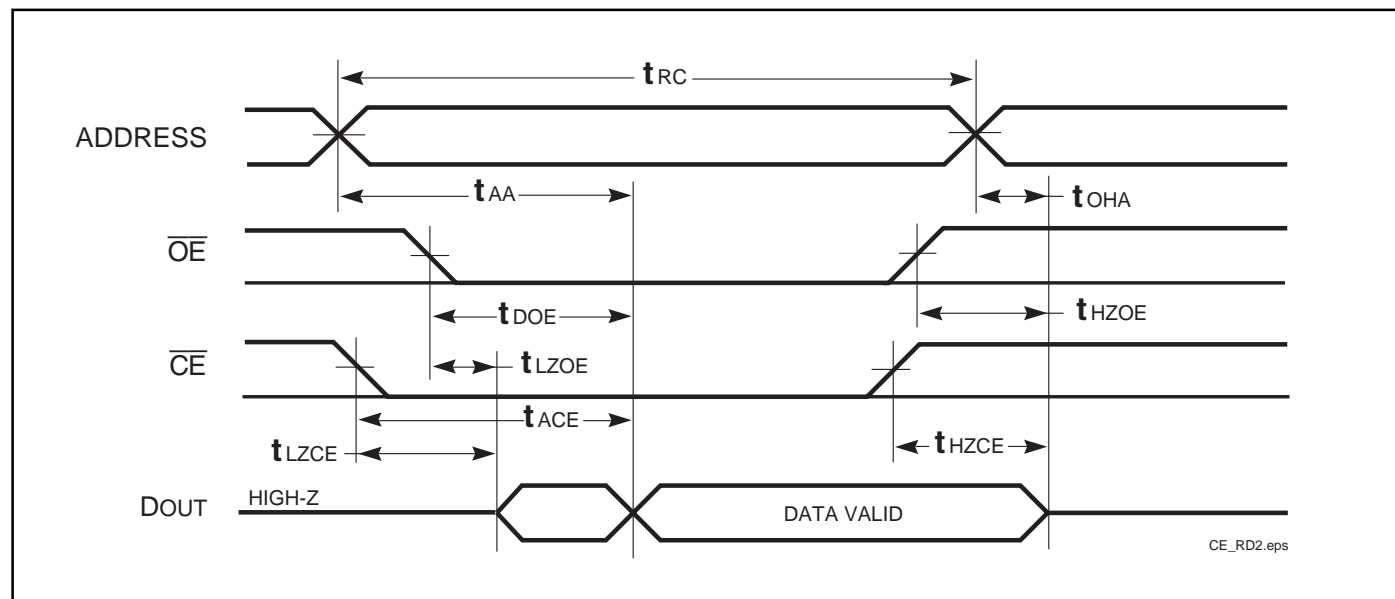 tRC
ADDRESS
tAA
tOHA
OE
tDOE
tHZOE
CE
tLZOE
tACE
tLZCE
tHZCE
DOUT
HIGH-Z
DATA VALID
CE_RD2.eps